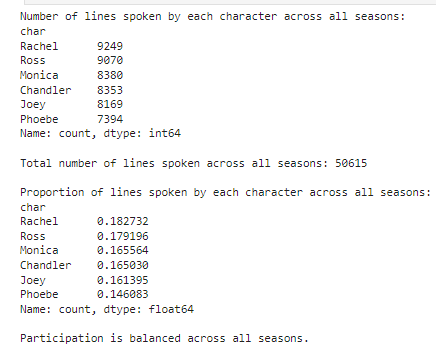 Number of lines spoken by each character across all seasons:
char
Rachel 9249
Ross 9070
Monica 8380
Chandler 8353
Joey 8169
Phoebe 7394
Name: count, dtype: int64
Total number of lines spoken across all seasons: 50615
Proportion of lines spoken by each character across all seasons:
char
Rachel 0.182732
Ross 0.179196
Monica 0.165564
Chandler 0.165030
Joey 0.161395
Phoebe 0.146083
Name: count, dtype: float64
Participation is balanced across all seasons.